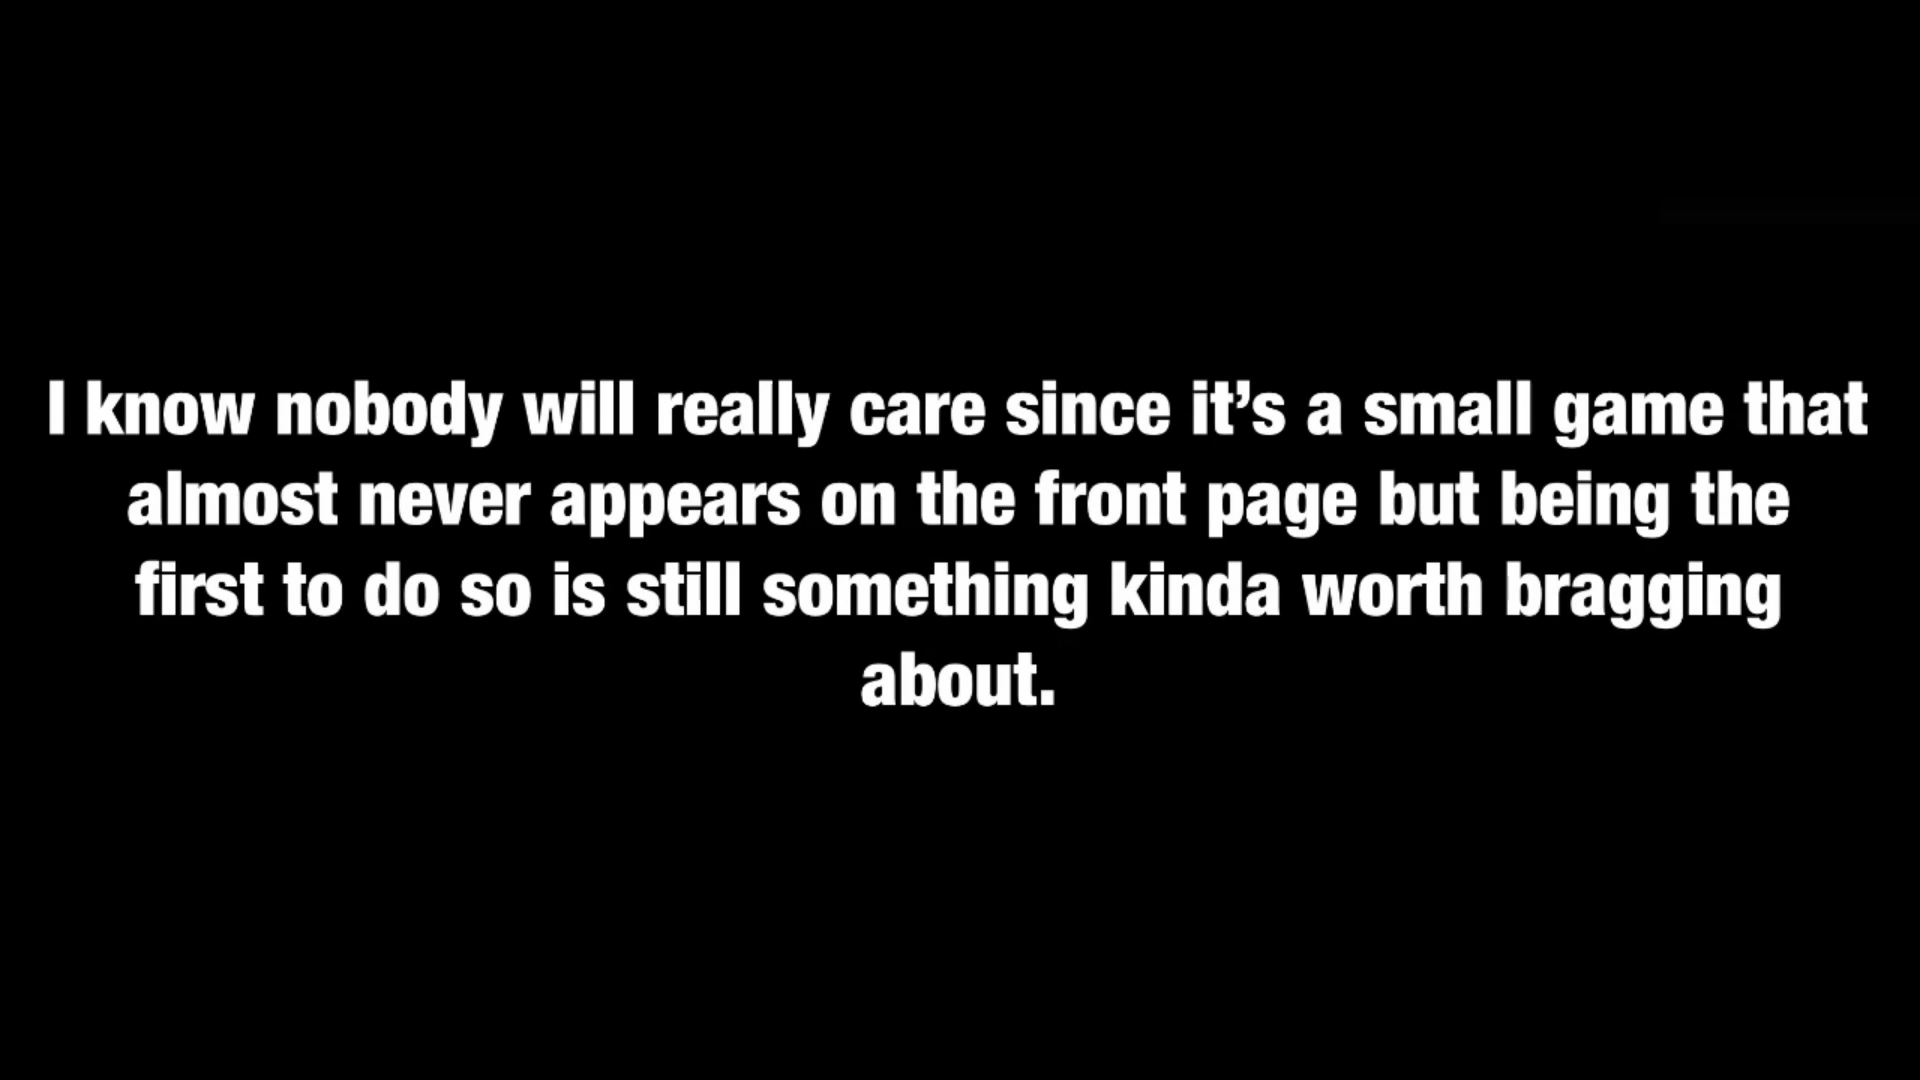 I know nobody will really care since it’s a small game that
almost never appears on the front page but being the
first to do so is still something kinda worth bragging
about.